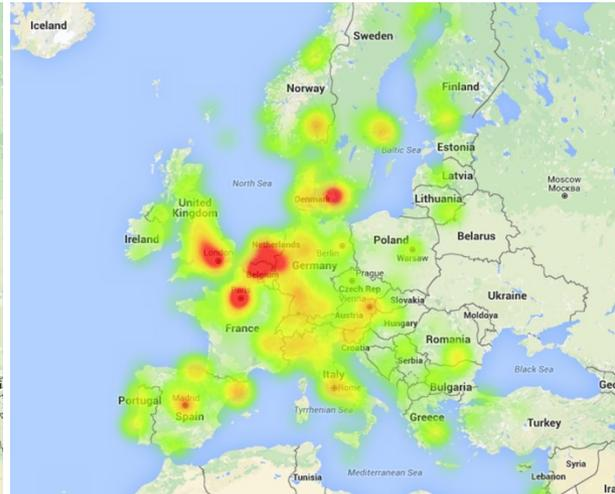 Iceland
Sweden
Norway
Finland
Estonia
Baltic Sea
Latvia
Moscow
Москва
North Sea
Denmark
Lithuania
United
Kingdom
Ireland
Belarus
Poland
Netherlands
London
Berlin
Warsaw
Germany
Belgium
Prague
Czech Rep
Ukraine
Paris
Vienna
Slovakia
Austria
Moldova
France
Hungary
Romania
Croatia
Serbia
Italy
Black Sea
Rome
Bulgaria
Geo
Portugal
Madrid
Spain
Tyrrhenian Sea
Greece
Turkey
Syria
Tunisia
Mediterranean Sea
Lebanon
Ira